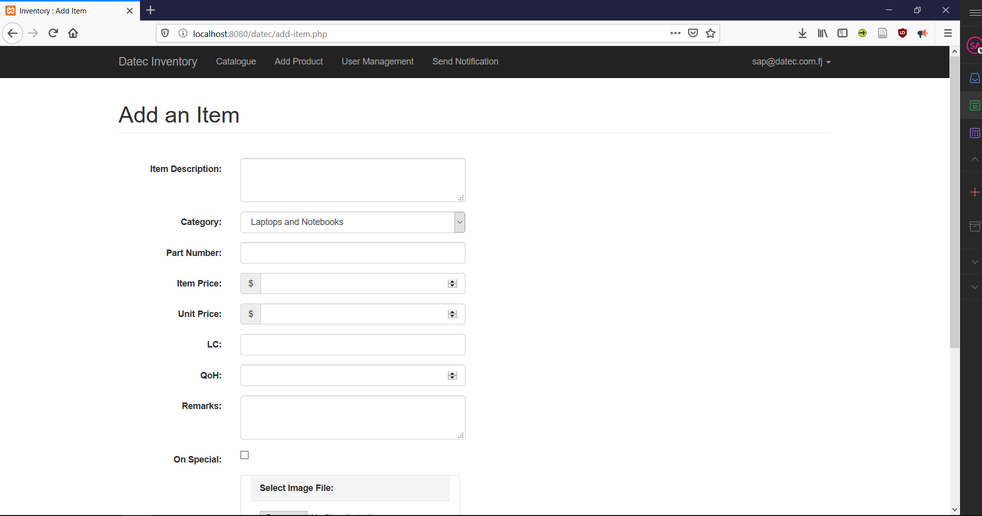 Inventory : Add Item
localhost:8080/datec/add-item.php
Datec Inventory Catalogue Add Product User Management Send Notification sap@datec.com.fj
Add an Item
Item Description:
Category: Laptops and Notebooks
Part Number:
Item Price: $
Unit Price: $
LC:
QoH:
Remarks:
On Special:
Select Image File: